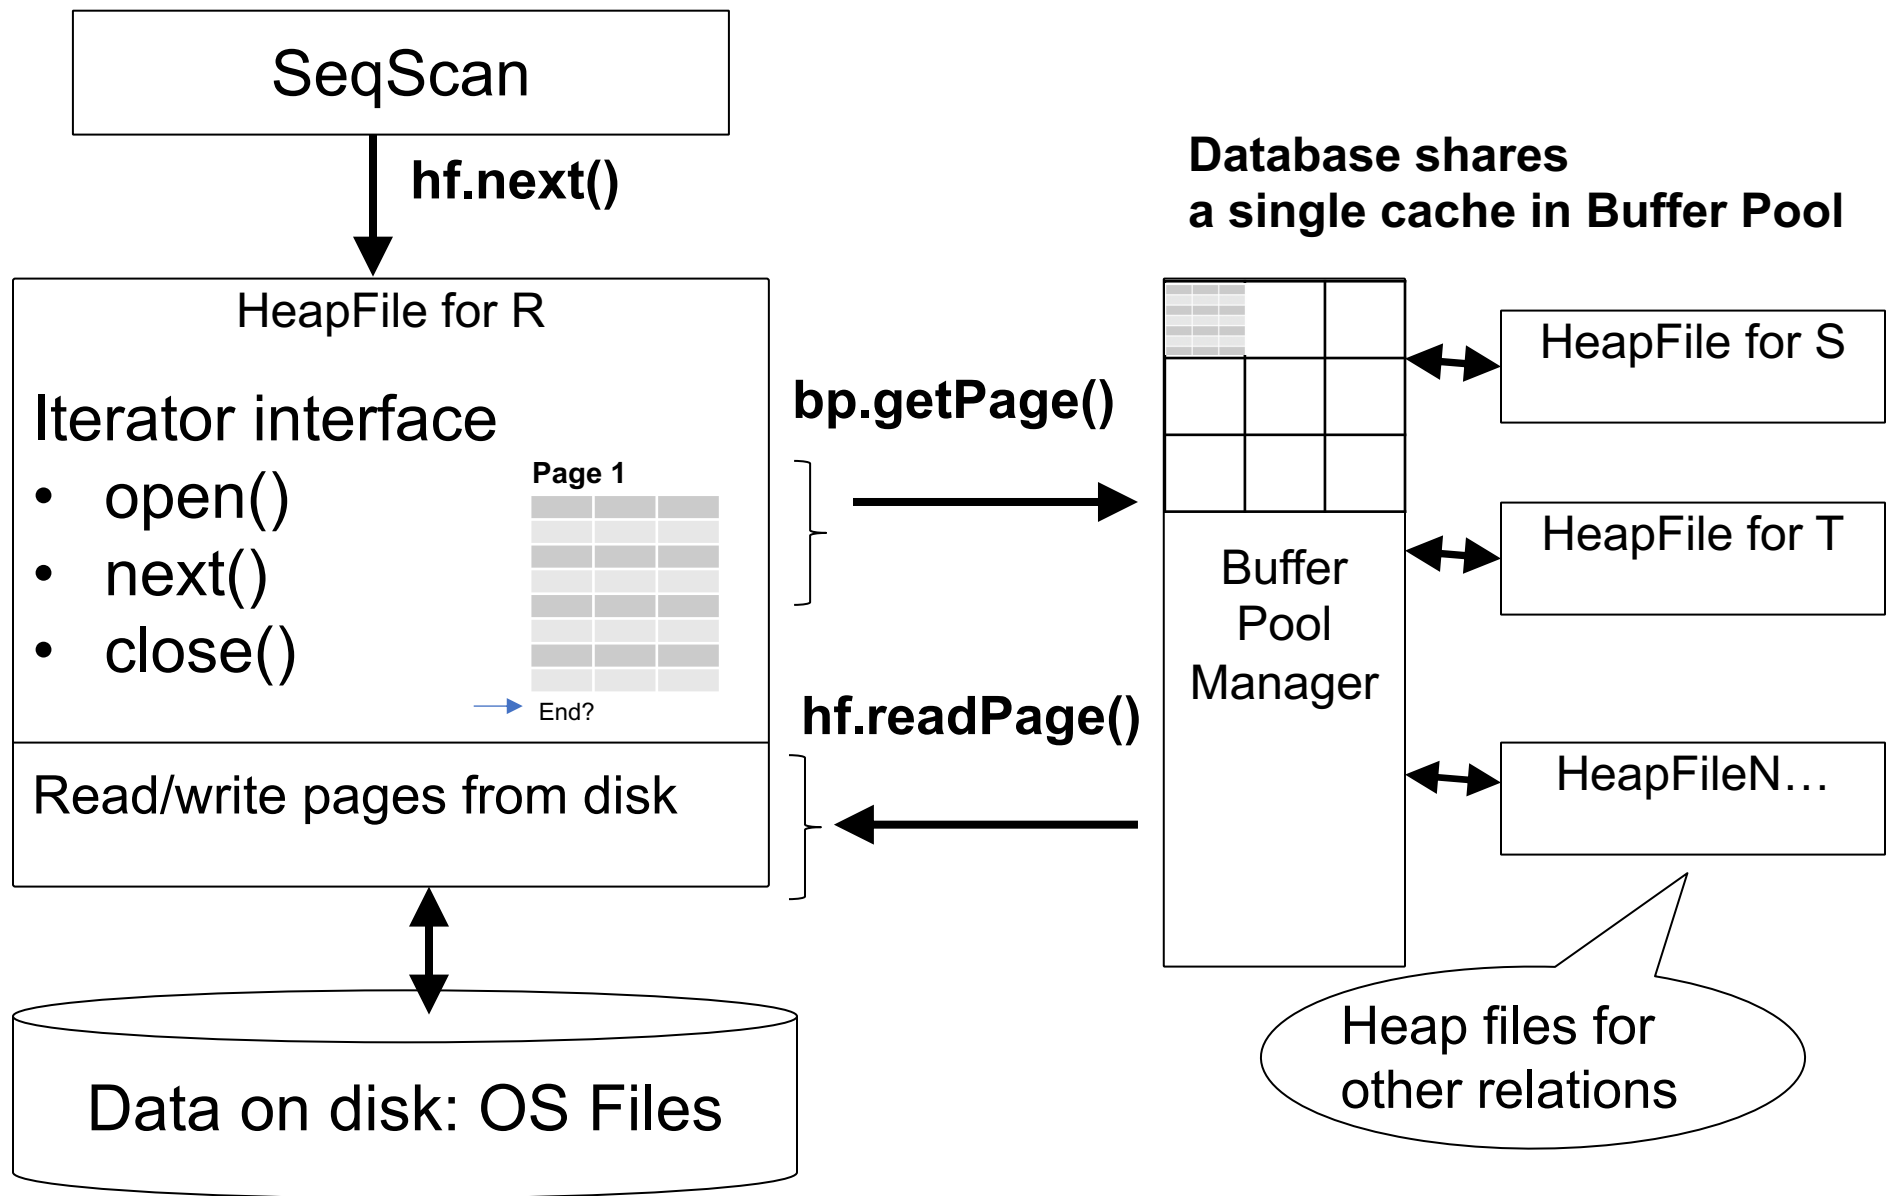 SeqScan
hf.next()
Database shares
a single cache in Buffer Pool
HeapFile for R
Iterator interface
• open()
• next()
• close()
Page 1
End?
Read/write pages from disk
bp.getPage()
hf.readPage()
Buffer
Pool
Manager
HeapFile for S
HeapFile for T
HeapFileN…
Heap files for
other relations
Data on disk: OS Files